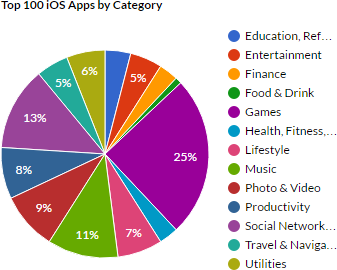 Top 100 iOS Apps by Category
Education, Ref...
Entertainment
Finance
Food & Drink
Games
Health, Fitness,...
Lifestyle
Music
Photo & Video
Productivity
Social Network...
Travel & Naviga...
Utilities
5%
25%
7%
11%
9%
8%
13%
5%
6%